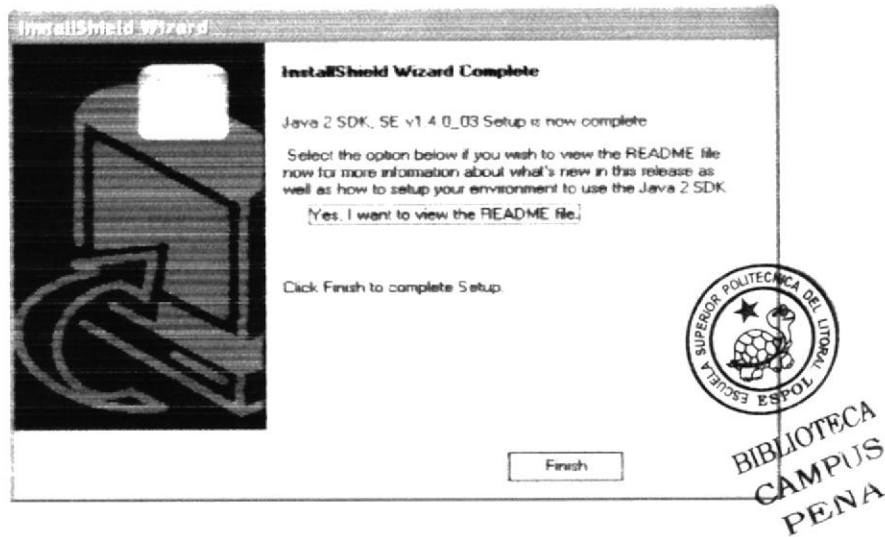 InstallShield Wizard
InstallShield Wizard Complete
Java 2 SDK, SE v1.4.0_03 Setup is now complete
Select the option below if you wish to view the README file
now for more information about what's new in this release as
well as how to setup your environment to use the Java 2 SDK
Yes, I want to view the README file.
Click Finish to complete Setup.
Finish
ESCUELA SUPERIOR POLITECNICA DEL LITORAL
ESPOL
BIBLIOTECA
CAMPUS
PENA